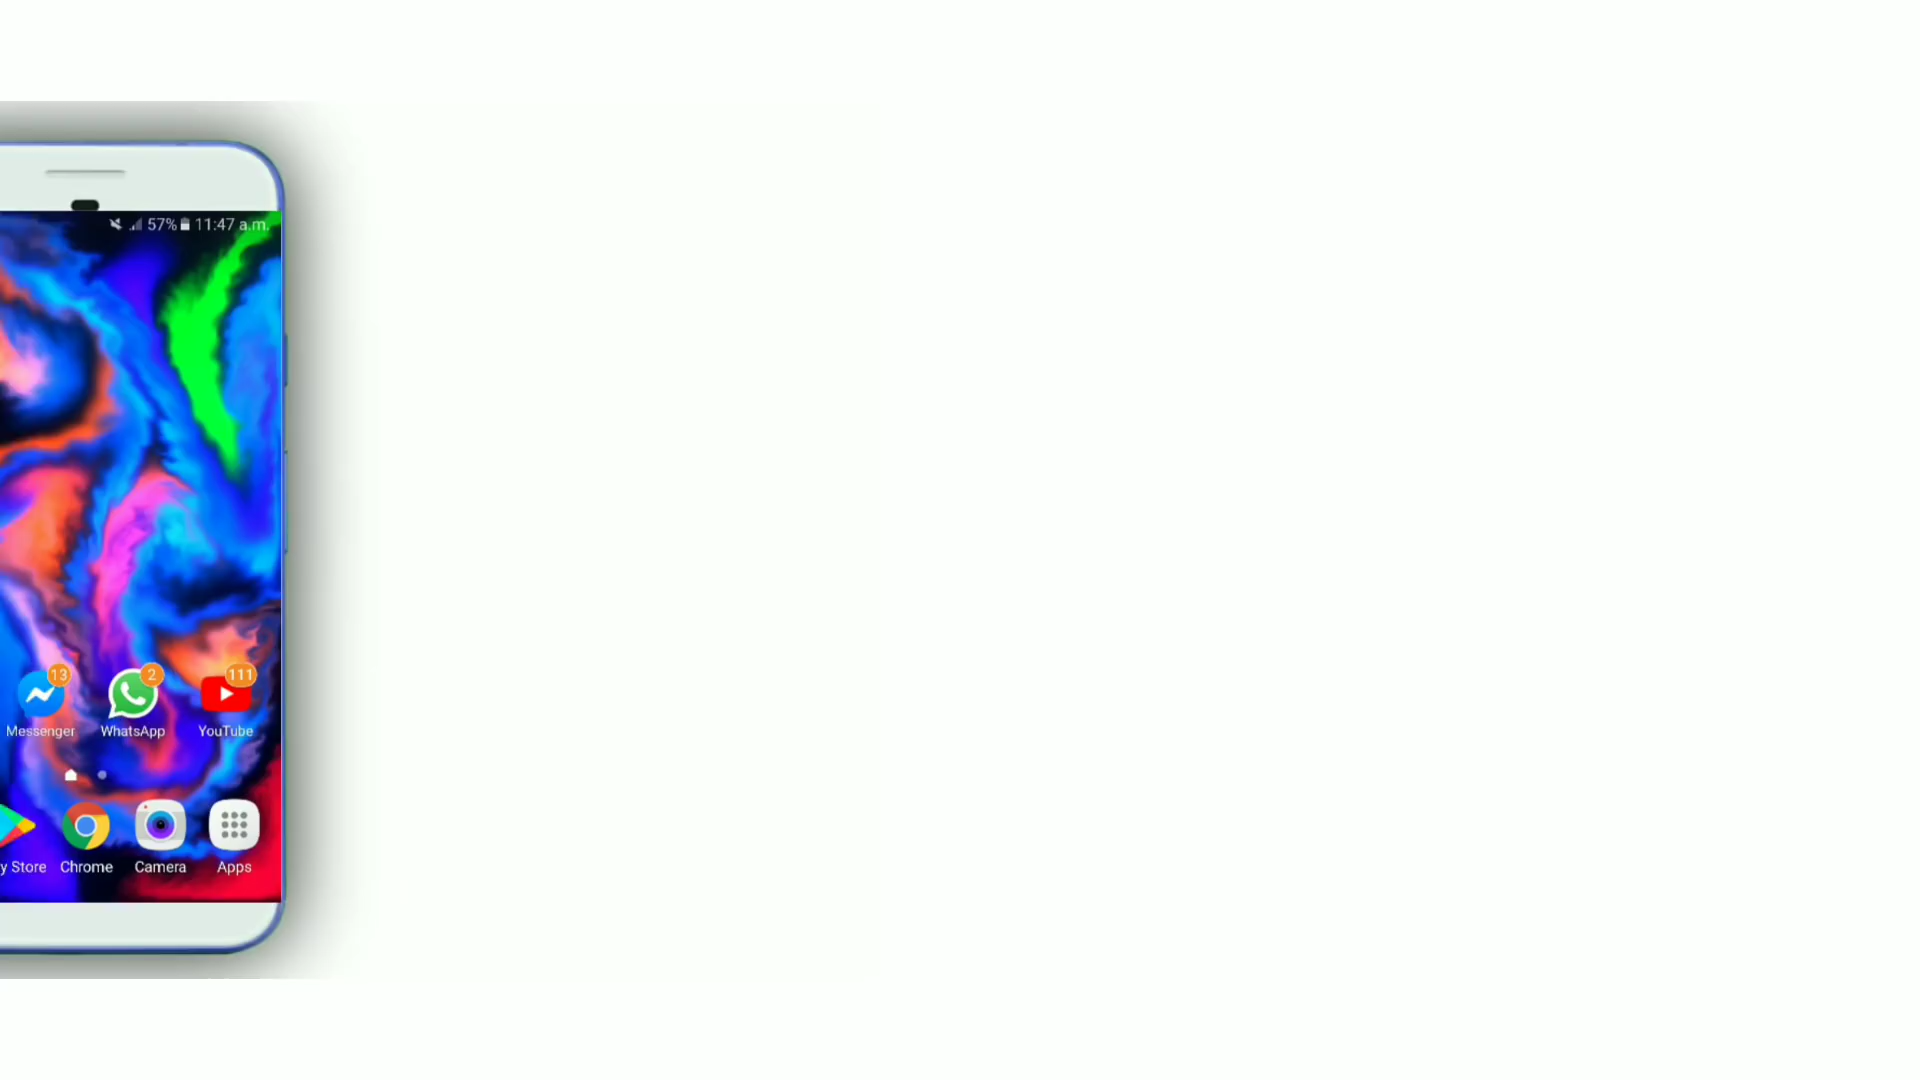 57% 11:47 a.m.
13 2 111
Messenger WhatsApp YouTube
y Store Chrome Camera Apps